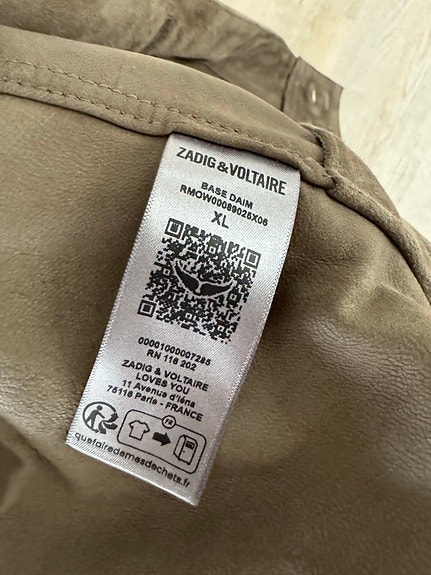 ZADIG & VOLTAIRE
BASE DAIM
RMOW00089025X06
XL
00001000007285
RN 116 202
ZADIG & VOLTAIRE
LOVES YOU
11 Avenue d'Iéna
75116 Paris - FRANCE
FR
quefairedemesdechets.fr